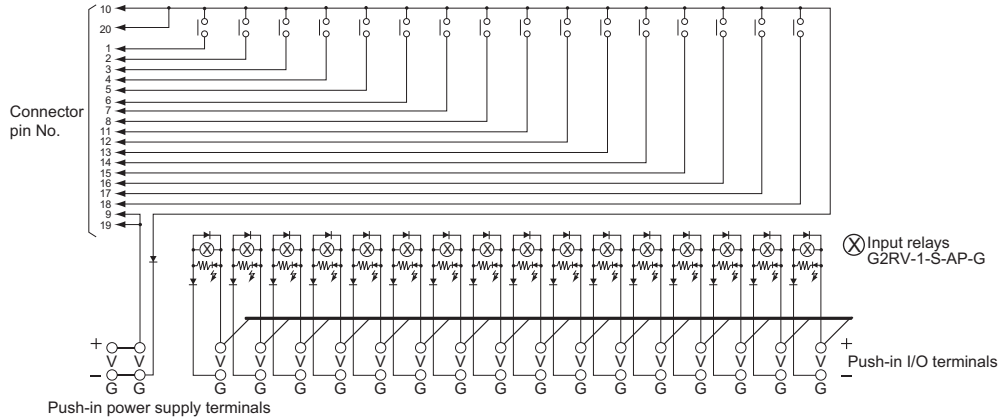 10
20
1
2
3
4
5
6
7
8
11
12
13
14
15
16
17
18
9
19
Connector
pin No.
Input relays
G2RV-1-S-AP-G
+ V V V V V V V V V V V V V V V V V V +
− G G G G G G G G G G G G G G G G G G −
Push-in I/O terminals
Push-in power supply terminals